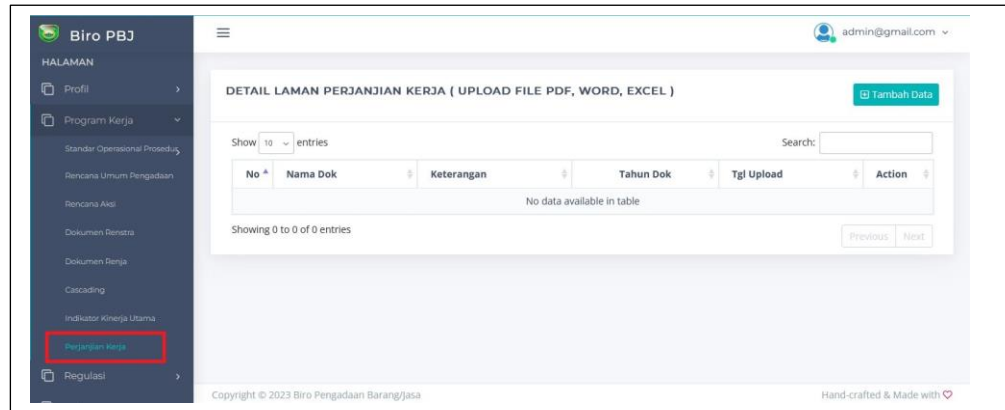 Biro PBJ
admin@gmail.com
HALAMAN
Profil
Program Kerja
Standar Operasional Prosedur
Rencana Umum Pengadaan
Rencana Aksi
Dokumen Renstra
Dokumen Renja
Cascading
Indikator Kinerja Utama
Perjanjian Kerja
Regulasi
DETAIL LAMAN PERJANJIAN KERJA ( UPLOAD FILE PDF, WORD, EXCEL )
Tambah Data
Show 10 entries
Search:
No Nama Dok Keterangan Tahun Dok Tgl Upload Action
No data available in table
Showing 0 to 0 of 0 entries
Previous Next
Copyright © 2023 Biro Pengadaan Barang/Jasa
Hand-crafted & Made with